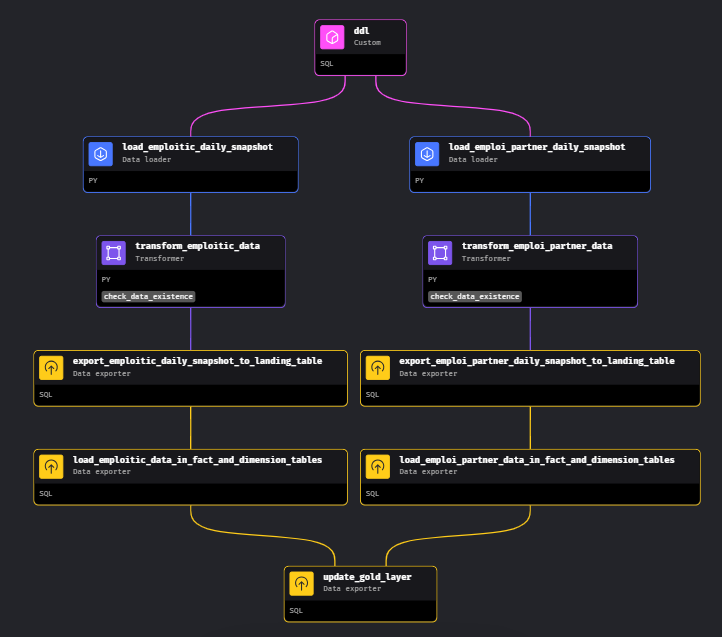 ddl
Custom
SQL
load_emploitic_daily_snapshot
Data loader
PY
load_emploi_partner_daily_snapshot
Data loader
PY
transform_emploitic_data
Transformer
PY
check_data_existence
transform_emploi_partner_data
Transformer
PY
check_data_existence
export_emploitic_daily_snapshot_to_landing_table
Data exporter
SQL
export_emploi_partner_daily_snapshot_to_landing_table
Data exporter
SQL
load_emploitic_data_in_fact_and_dimension_tables
Data exporter
SQL
load_emploi_partner_data_in_fact_and_dimension_tables
Data exporter
SQL
update_gold_layer
Data exporter
SQL